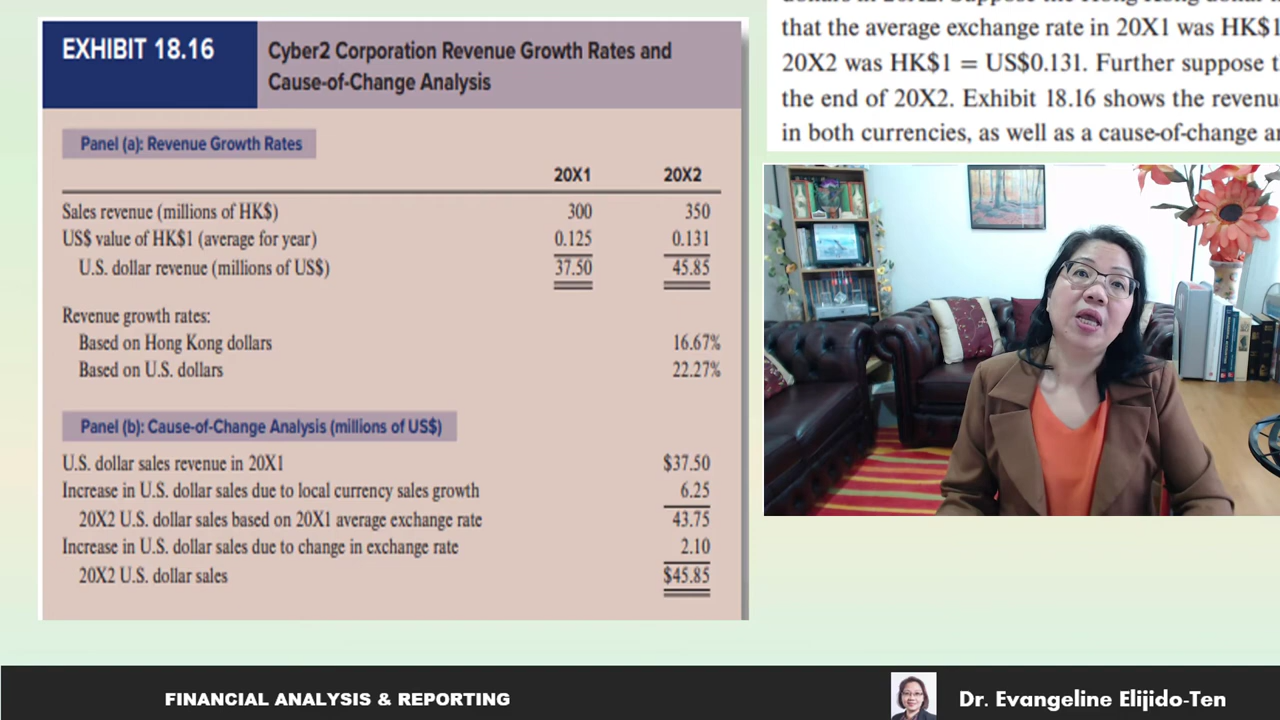 EXHIBIT 18.16
Cyber2 Corporation Revenue Growth Rates and
Cause-of-Change Analysis
Panel (a): Revenue Growth Rates
20X1 20X2
Sales revenue (millions of HK$) 300 350
US$ value of HK$1 (average for year) 0.125 0.131
U.S. dollar revenue (millions of US$) 37.50 45.85
Revenue growth rates:
Based on Hong Kong dollars 16.67%
Based on U.S. dollars 22.27%
Panel (b): Cause-of-Change Analysis (millions of US$)
U.S. dollar sales revenue in 20X1 $37.50
Increase in U.S. dollar sales due to local currency sales growth 6.25
20X2 U.S. dollar sales based on 20X1 average exchange rate 43.75
Increase in U.S. dollar sales due to change in exchange rate 2.10
20X2 U.S. dollar sales $45.85
that the average exchange rate in 20X1 was HK$1
20X2 was HK$1 = US$0.131. Further suppose
the end of 20X2. Exhibit 18.16 shows the
in both currencies, as well as a cause-of-change
FINANCIAL ANALYSIS & REPORTING
Dr. Evangeline Elijido-Ten